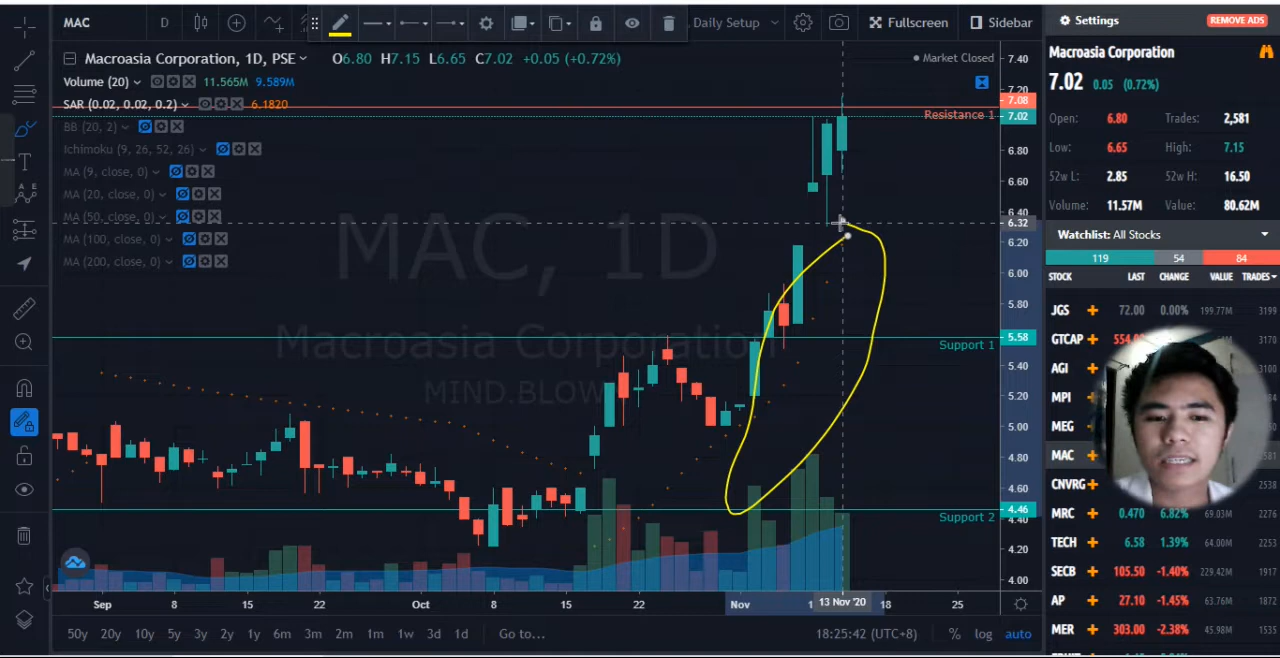 MAC D Daily Setup Fullscreen Sidebar
Macroasia Corporation, 1D, PSE O6.80 H7.15 L6.65 C7.02 +0.05 (+0.72%)
Market Closed
Volume (20) 11.565M 9.589M
SAR (0.02, 0.02, 0.2) 6.1820
BB (20, 2)
Ichimoku (9, 26, 52, 26)
MA (9, close, 0)
MA (20, close, 0)
MA (50, close, 0)
MA (100, close, 0)
MA (200, close, 0)
MAC, 1D
Macroasia Corporation
MIND.BLOW
Resistance 1
Support 1
Support 2
7.40
7.20
7.08
7.02
6.80
6.60
6.40
6.32
6.20
6.00
5.80
5.58
5.40
5.20
5.00
4.80
4.60
4.46
4.40
4.20
4.00
Sep 8 15 22 Oct 8 15 22 Nov 13 Nov '20 18 25
50y 20y 10y 5y 3y 2y 1y 6m 3m 2m 1m 1w 3d 1d Go to... 18:25:42 (UTC+8) % log auto
Settings REMOVE ADS
Macroasia Corporation
7.02 0.05 (0.72%)
Open: 6.80 Trades: 2,581
Low: 6.65 High: 7.15
52w L: 2.85 52w H: 16.50
Volume: 11.57M Value: 80.62M
Watchlist: All Stocks
119 54 84
STOCK LAST CHANGE VALUE TRADES
JGS 72.00 0.00% 199.77M 3199
GTCAP 3170
AGI 3100
MPI
MEG
MAC
CNVRG 2538
MRC 0.470 6.82% 69.03M 2514
TECH 6.58 1.39% 64.00M 2253
SECB 105.50 -1.40% 229.42M 1917
AP 27.10 -1.45% 63.76M 1872
MER 303.00 -2.38% 45.98M 1535